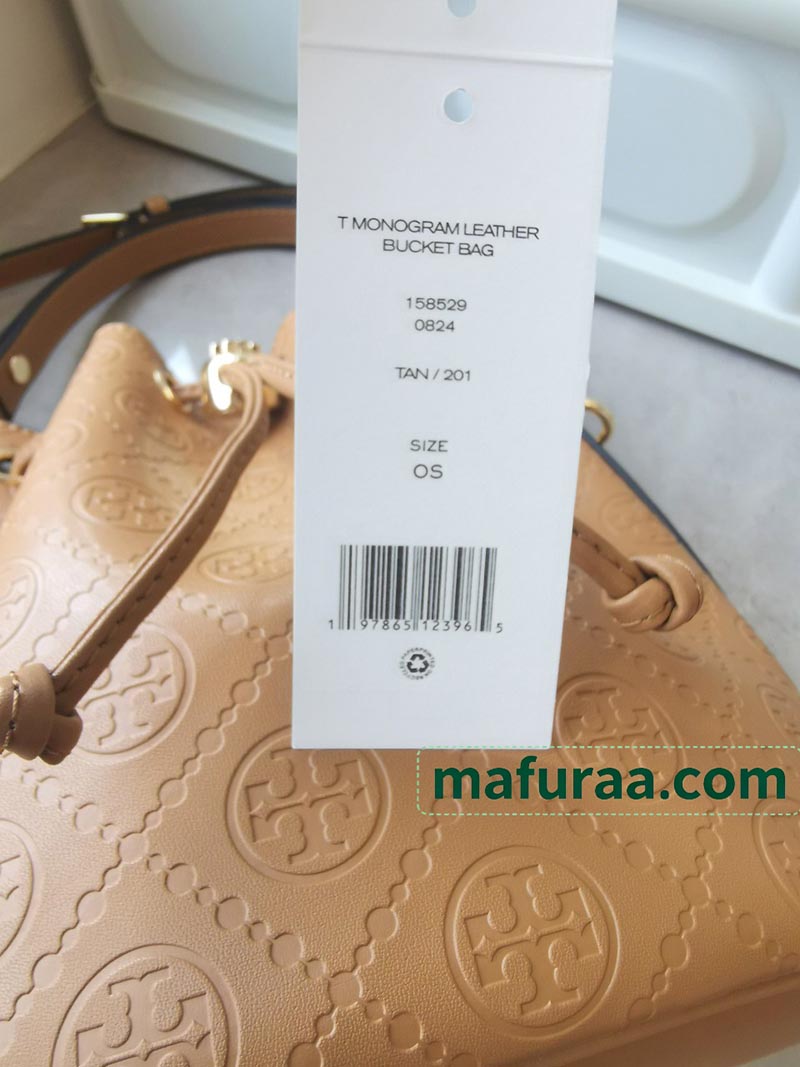 T MONOGRAM LEATHER
BUCKET BAG
158529
0824
TAN / 201
SIZE
OS
1 97865 12396 5
mafuraa.com